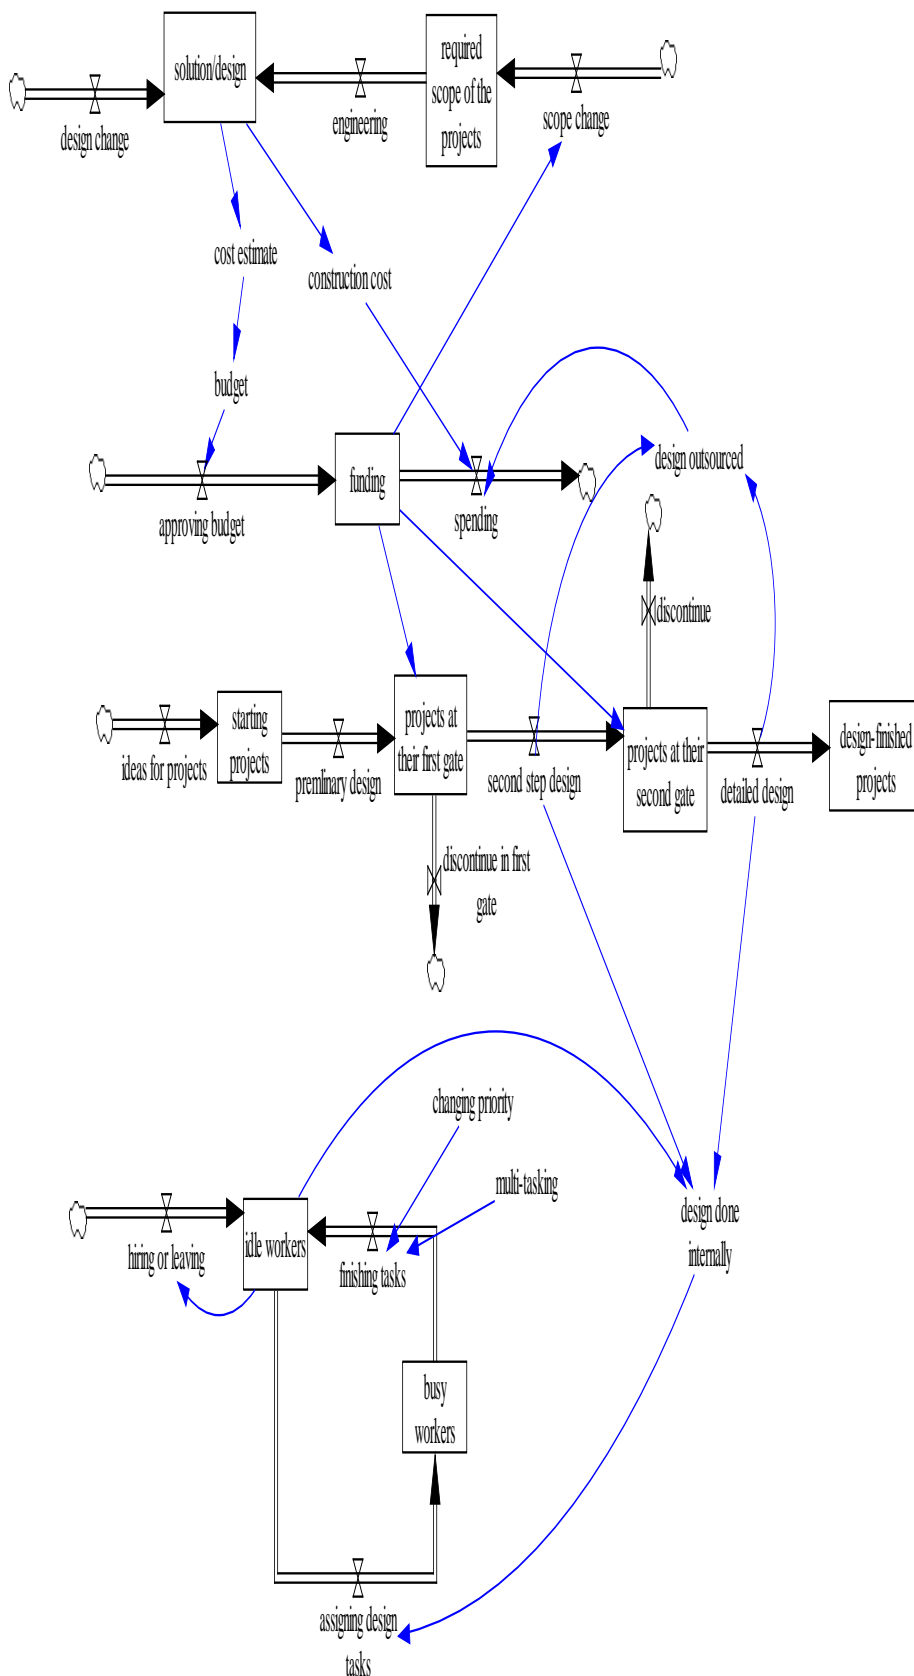 solution/design
required
scope of the
projects
design change
engineering
scope change
cost estimate
construction cost
budget
design outsourced
funding
approving budget
spending
discontinue
starting
projects
projects at
their first gate
ideas for projects
premlinary design
second step design
projects at their
second gate
detailed design
design-finished
projects
discontinue in first
gate
changing priority
multi-tasking
design done
internally
hiring or leaving
idle workers
finishing tasks
busy
workers
assigning design
tasks